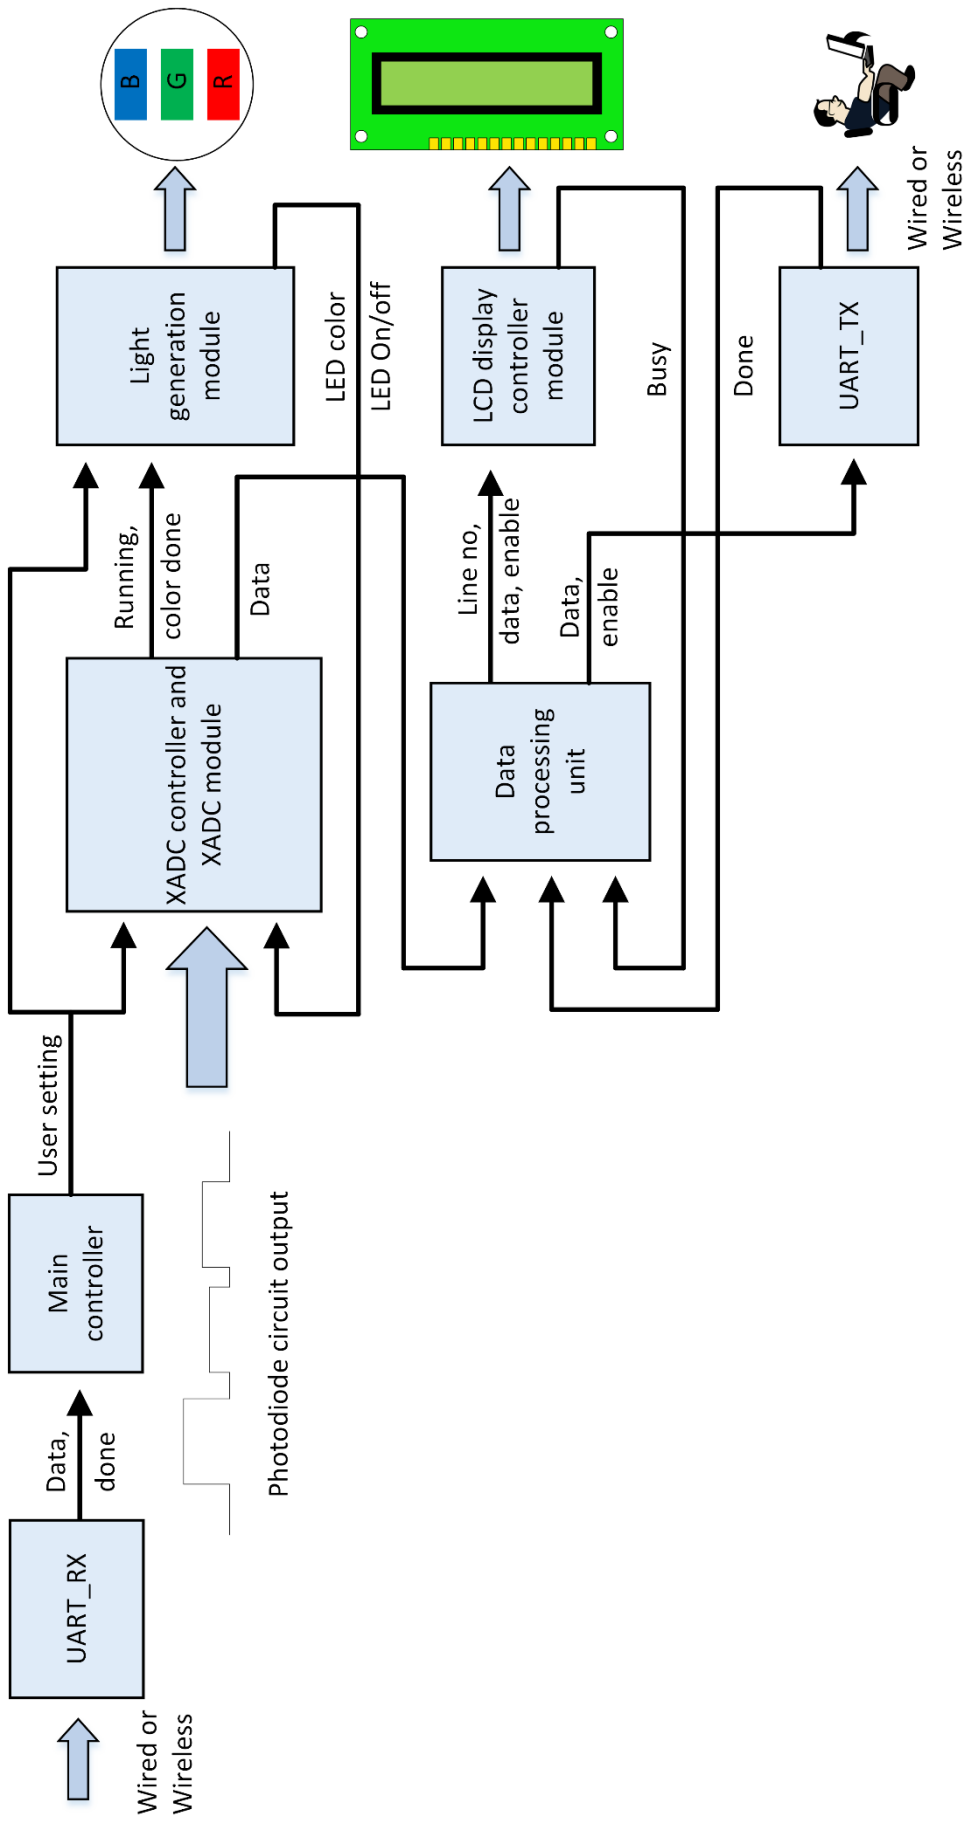 Wired or
Wireless
UART_RX
Data,
done
Main
controller
User setting
Photodiode circuit output
XADC controller and
XADC module
Running,
color done
Data
Light
generation
module
B
G
R
LED color
LED On/off
Data
processing
unit
Line no,
data, enable
Data,
enable
LCD display
controller
module
Busy
Done
UART_TX
Wired or
Wireless